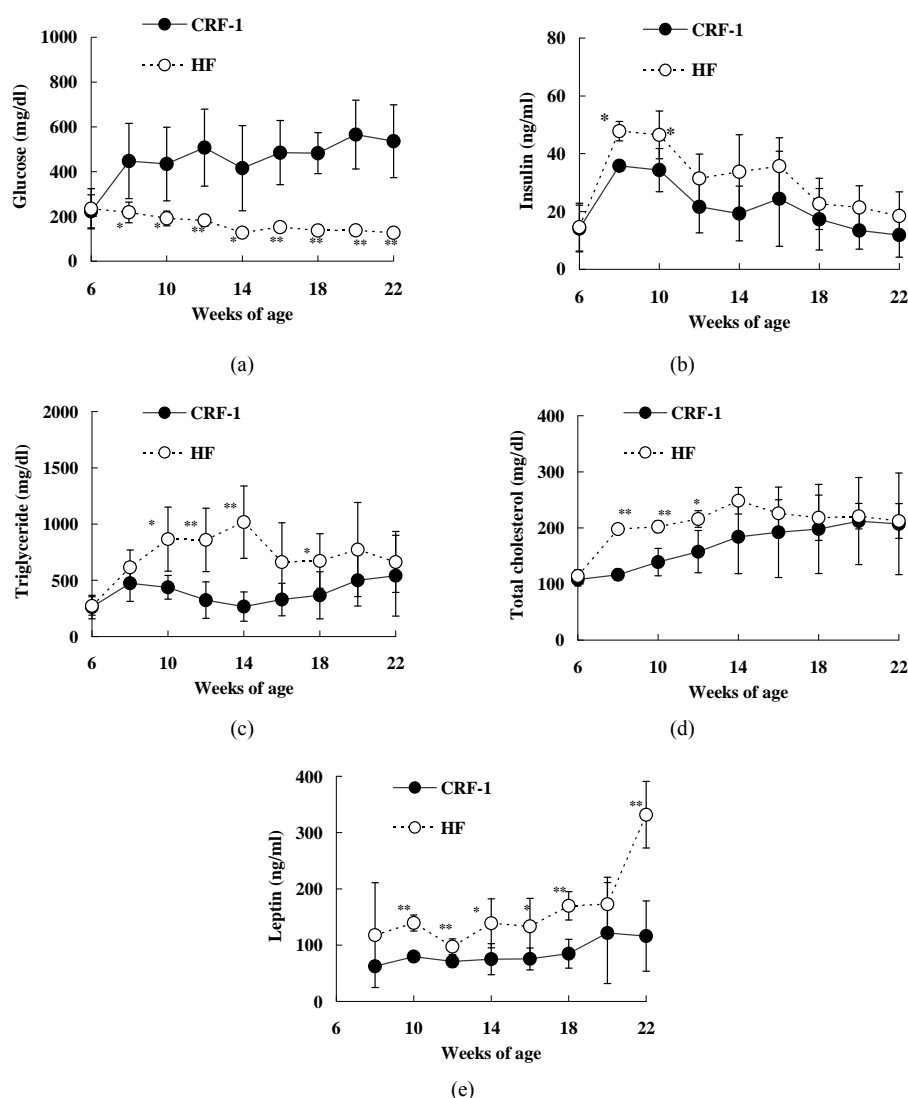 CRF-1
HF
Glucose (mg/dl)
1000
800
600
400
200
0
* * ** * ** ** ** **
6 10 14 18 22
Weeks of age
(a)
CRF-1
HF
Insulin (ng/ml)
80
60
40
20
0
* *
6 10 14 18 22
Weeks of age
(b)
CRF-1
HF
Triglyceride (mg/dl)
2000
1500
1000
500
0
* ** ** *
6 10 14 18 22
Weeks of age
(c)
CRF-1
HF
Total cholesterol (mg/dl)
400
300
200
100
0
** ** *
6 10 14 18 22
Weeks of age
(d)
CRF-1
HF
Leptin (ng/ml)
400
300
200
100
0
** ** * * ** **
6 10 14 18 22
Weeks of age
(e)